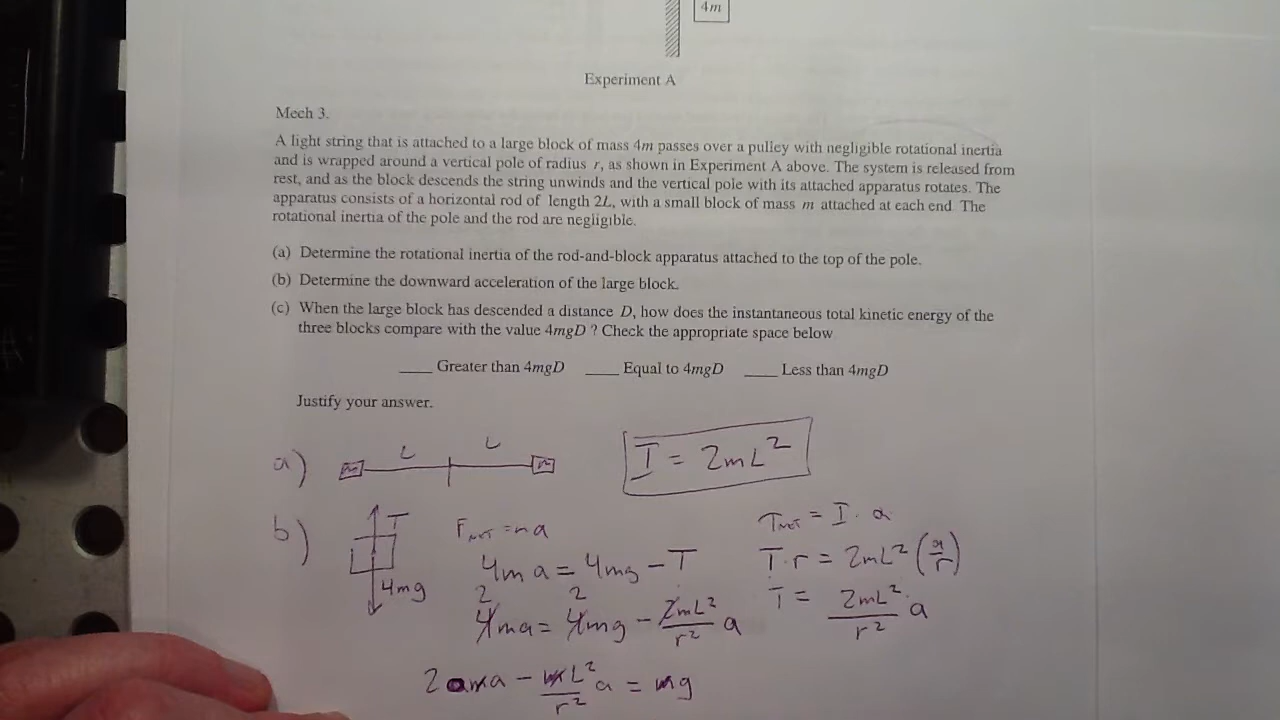 4m
Experiment A
Mech 3.
A light string that is attached to a large block of mass 4m passes over a pulley with negligible rotational inertia
and is wrapped around a vertical pole of radius r, as shown in Experiment A above. The system is released from
rest, and as the block descends the string unwinds and the vertical pole with its attached apparatus rotates. The
apparatus consists of a horizontal rod of length 2L, with a small block of mass m attached at each end. The
rotational inertia of the pole and the rod are negligible.
(a) Determine the rotational inertia of the rod-and-block apparatus attached to the top of the pole.
(b) Determine the downward acceleration of the large block.
(c) When the large block has descended a distance D, how does the instantaneous total kinetic energy of the
three blocks compare with the value 4mgD ? Check the appropriate space below
____ Greater than 4mgD ____ Equal to 4mgD ____ Less than 4mgD
Justify your answer.
a) m L L m I = 2mL²
b) T 4mg
F_NET = ma
4ma = 4mg − T
2 2
4ma = 4mg − 2mL²/r² a
2ma − mL²/r² a = mg
τ_NET = I · α
T·r = 2mL² (a/r)
T = 2mL²/r² a